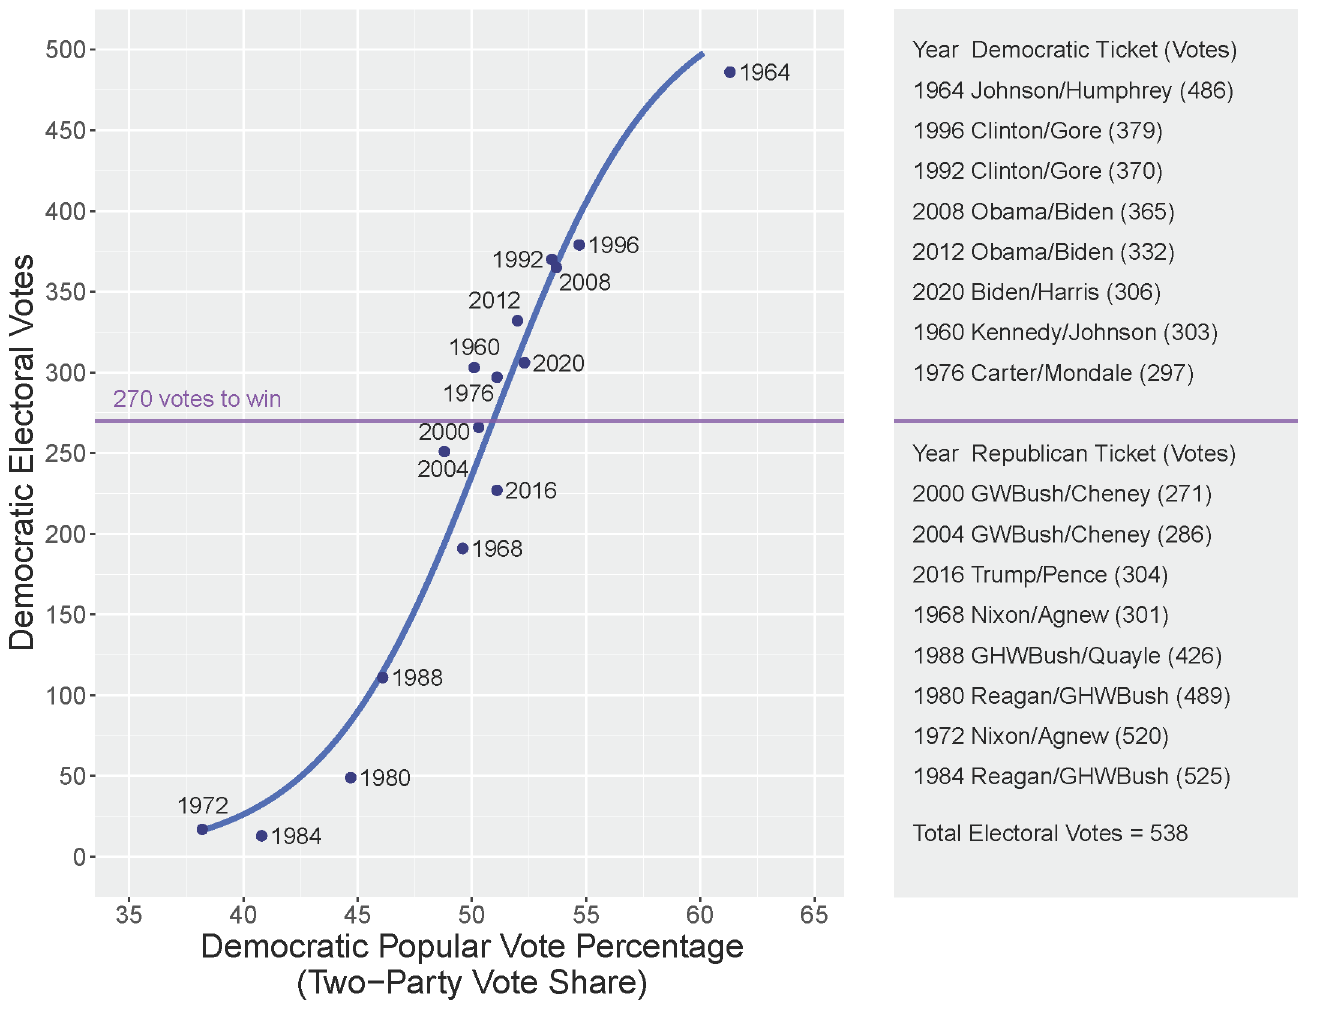 500
450
400
350
300
250
200
150
100
50
0
Democratic Electoral Votes
1964
1996
1992
2008
2012
1960
2020
1976
270 votes to win
2000
2004
2016
1968
1988
1980
1972
1984
35 40 45 50 55 60 65
Democratic Popular Vote Percentage
(Two−Party Vote Share)
Year Democratic Ticket (Votes)
1964 Johnson/Humphrey (486)
1996 Clinton/Gore (379)
1992 Clinton/Gore (370)
2008 Obama/Biden (365)
2012 Obama/Biden (332)
2020 Biden/Harris (306)
1960 Kennedy/Johnson (303)
1976 Carter/Mondale (297)
Year Republican Ticket (Votes)
2000 GWBush/Cheney (271)
2004 GWBush/Cheney (286)
2016 Trump/Pence (304)
1968 Nixon/Agnew (301)
1988 GHWBush/Quayle (426)
1980 Reagan/GHWBush (489)
1972 Nixon/Agnew (520)
1984 Reagan/GHWBush (525)
Total Electoral Votes = 538